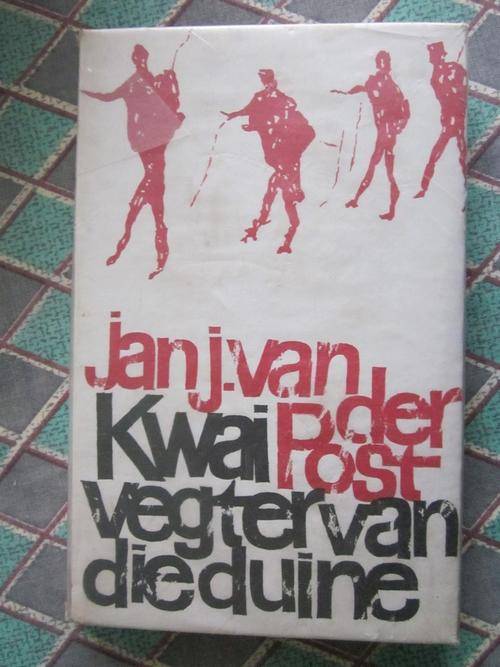 jan j. van
der
Kwai Post
vegter van
die duine